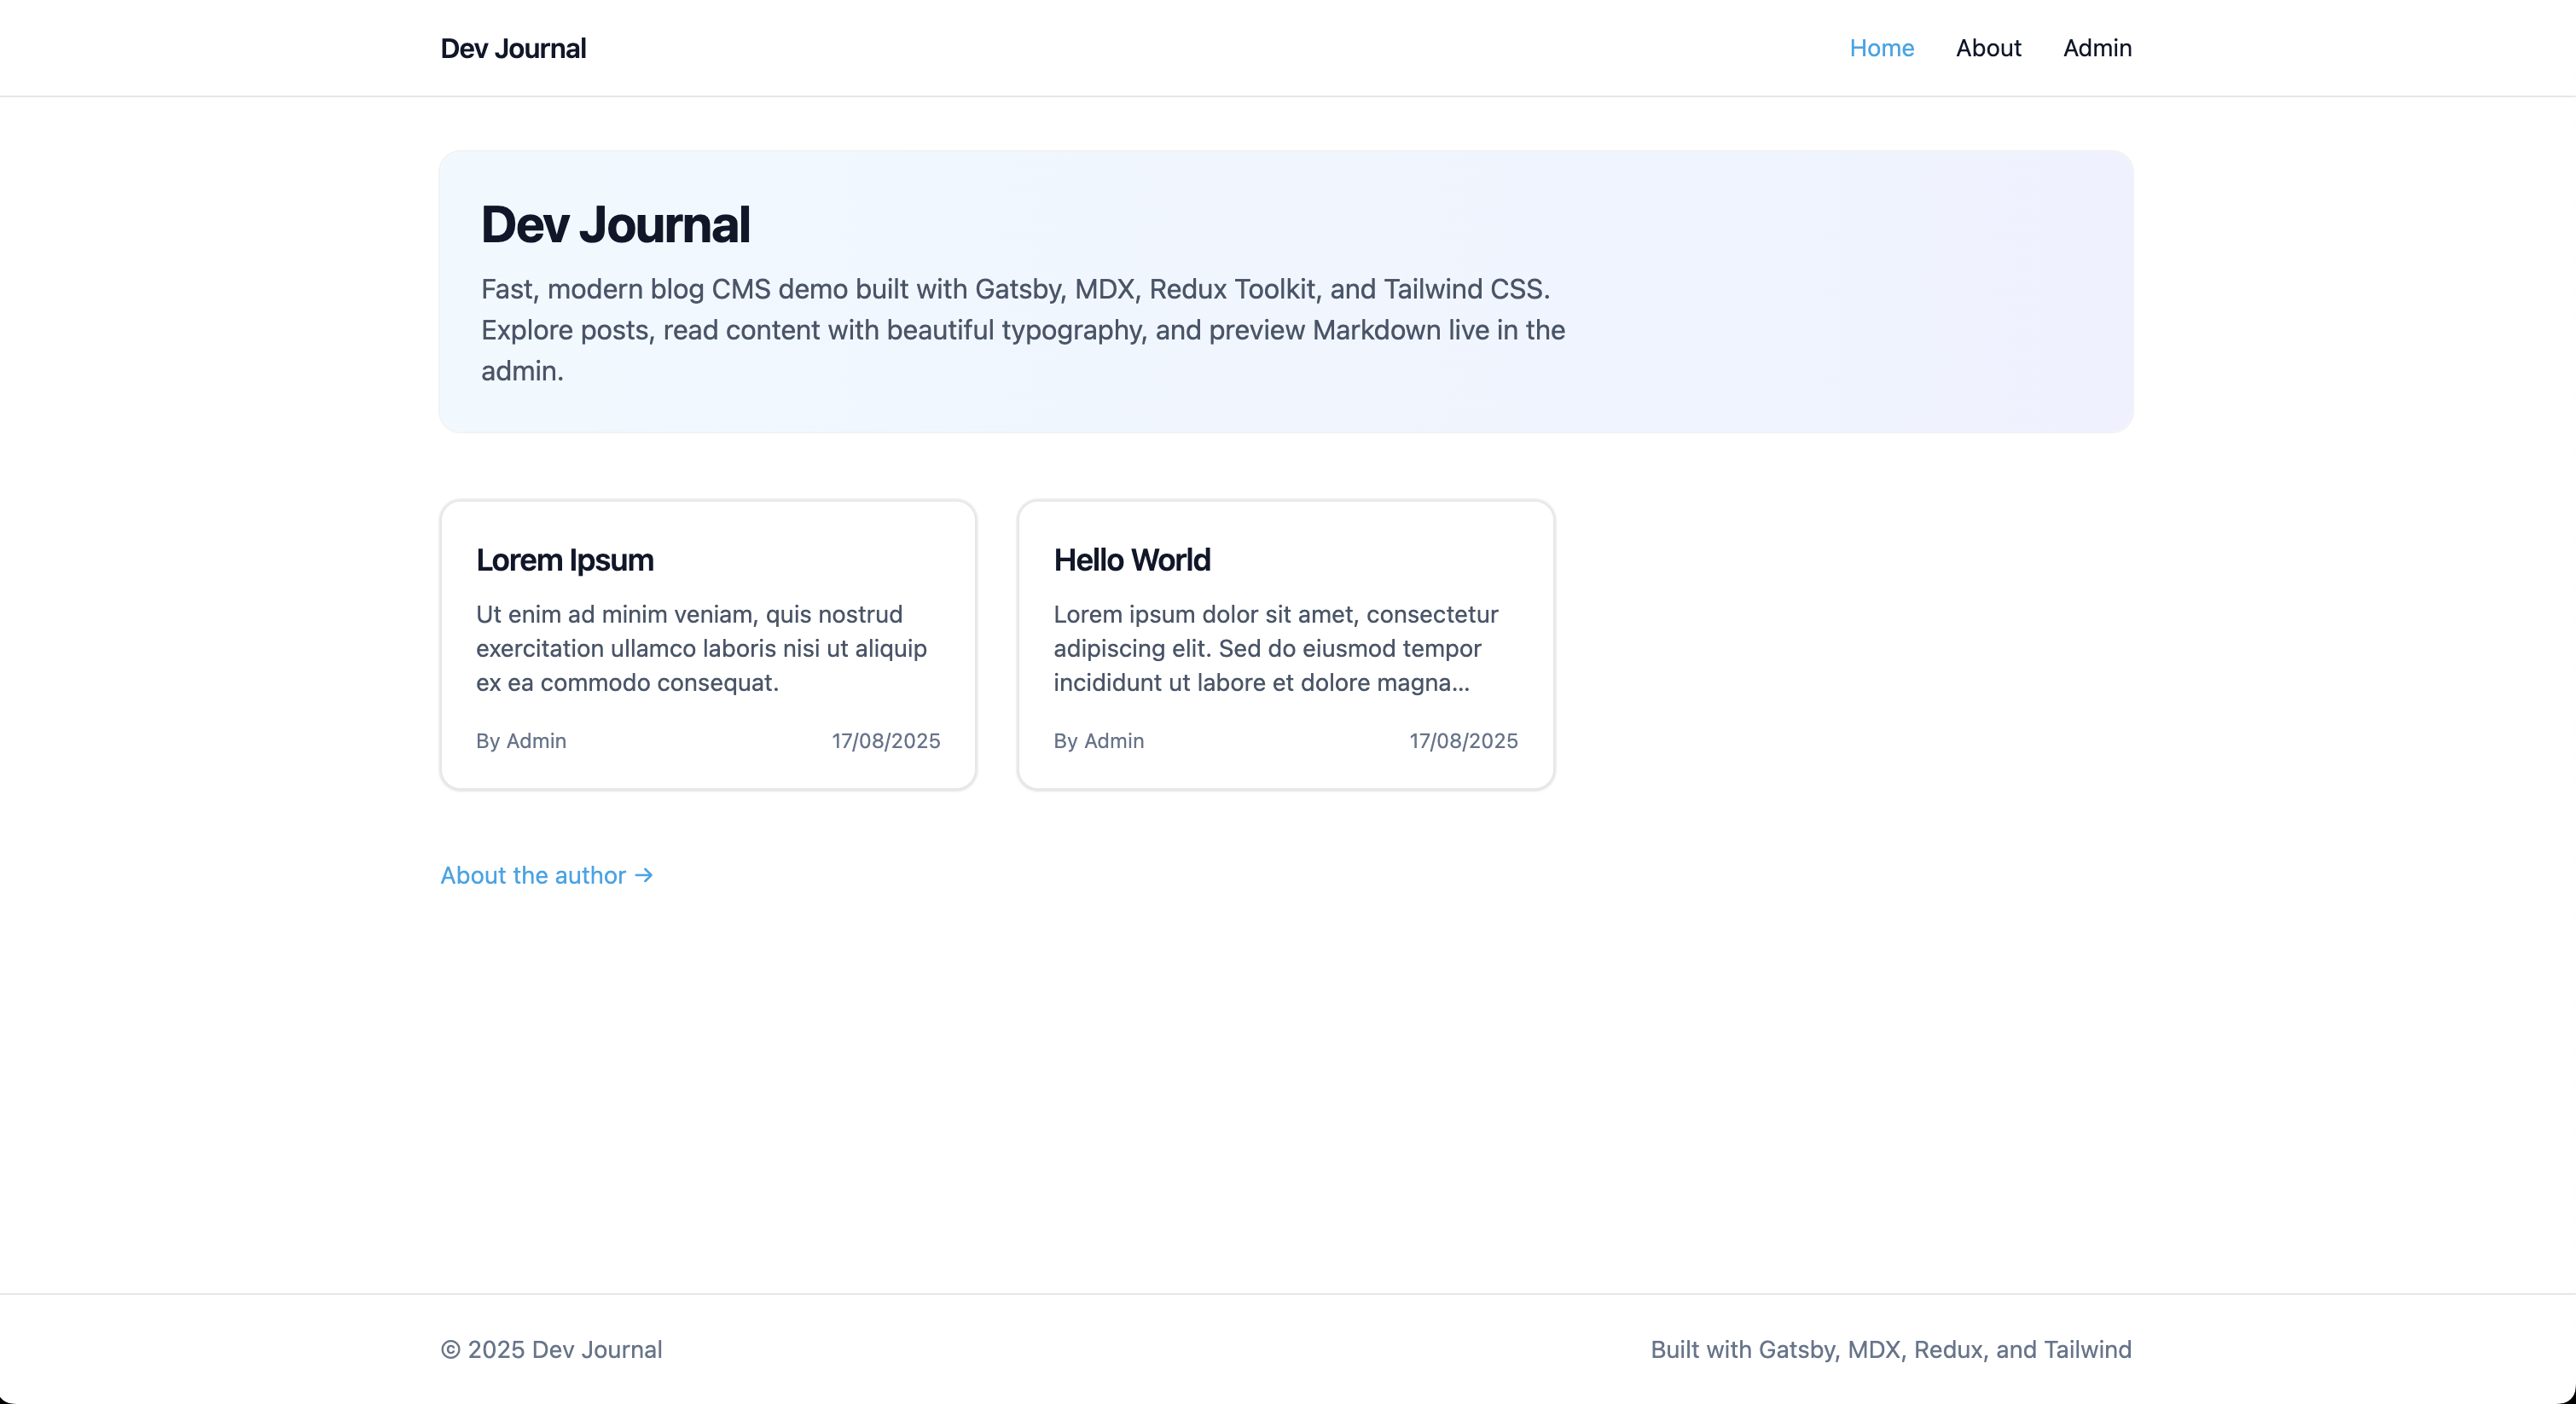 Dev Journal
Home About Admin
Dev Journal
Fast, modern blog CMS demo built with Gatsby, MDX, Redux Toolkit, and Tailwind CSS.
Explore posts, read content with beautiful typography, and preview Markdown live in the
admin.
Lorem Ipsum
Ut enim ad minim veniam, quis nostrud
exercitation ullamco laboris nisi ut aliquip
ex ea commodo consequat.
By Admin 17/08/2025
Hello World
Lorem ipsum dolor sit amet, consectetur
adipiscing elit. Sed do eiusmod tempor
incididunt ut labore et dolore magna...
By Admin 17/08/2025
About the author →
© 2025 Dev Journal
Built with Gatsby, MDX, Redux, and Tailwind